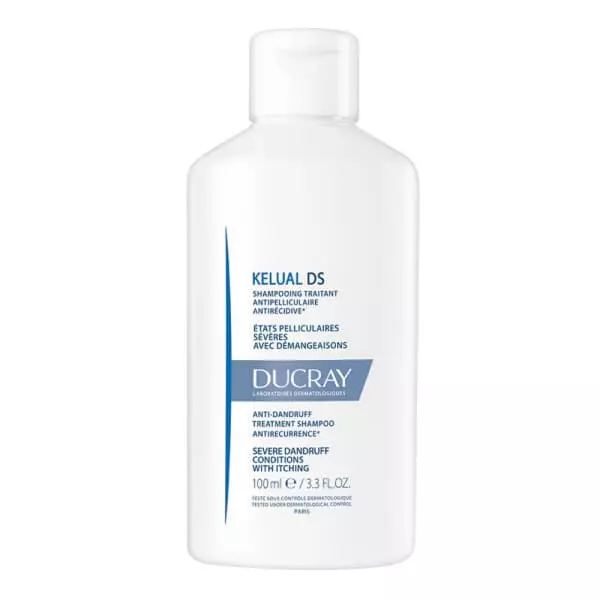 KELUAL DS
SHAMPOOING TRAITANT
ANTIPELLICULAIRE
ANTIRÉCIDIVE*
ÉTATS PELLICULAIRES
SÉVÈRES
AVEC DÉMANGEAISONS
DUCRAY
LABORATOIRES DERMATOLOGIQUES
ANTI-DANDRUFF
TREATMENT SHAMPOO
ANTIRECURRENCE*
SEVERE DANDRUFF
CONDITIONS
WITH ITCHING
100 ml ℮ / 3.3 FL.OZ.
TESTÉ SOUS CONTRÔLE DERMATOLOGIQUE
TESTED UNDER DERMATOLOGICAL CONTROL
PARIS